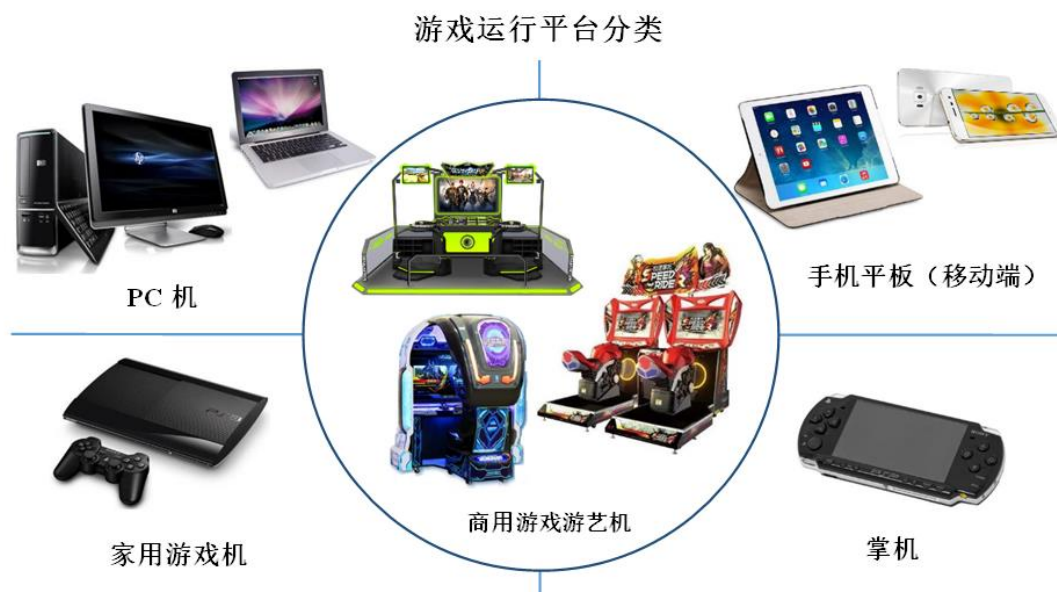 游戏运行平台分类
PC 机
手机平板（移动端）
SPEED
RIDER
商用游戏游艺机
家用游戏机
掌机